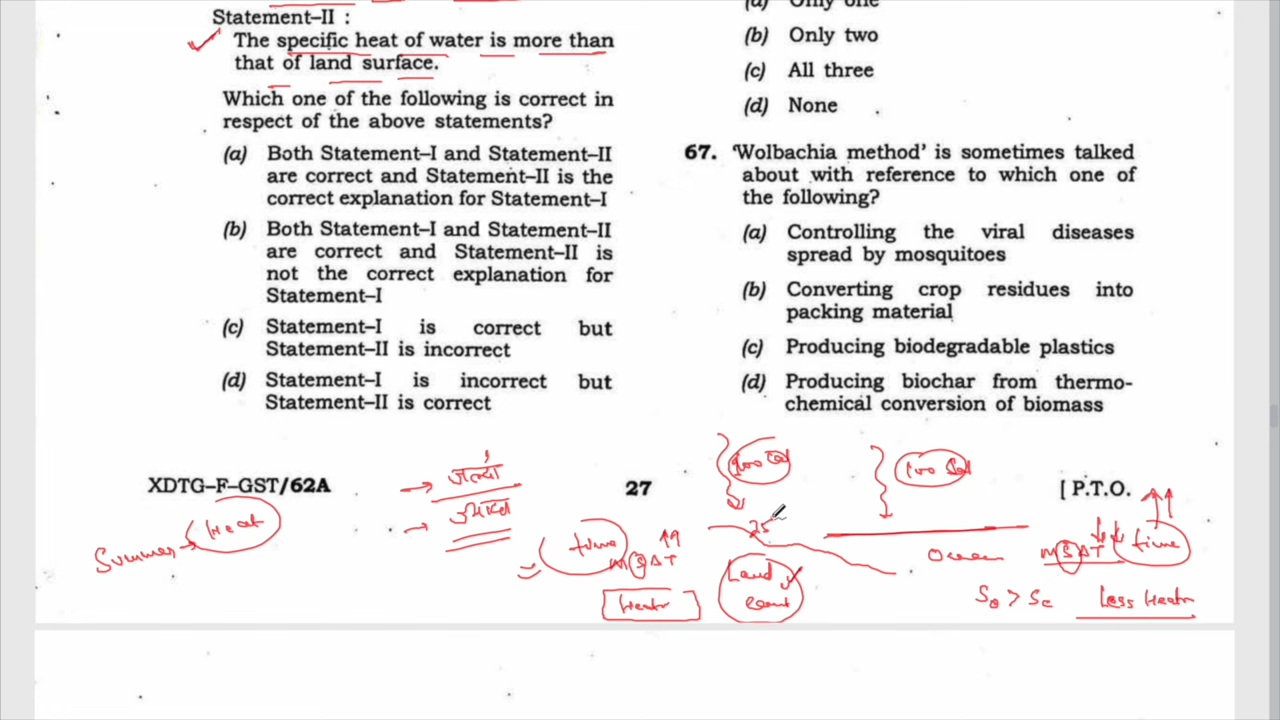 Statement–II :
The specific heat of water is more than
that of land surface.
Which one of the following is correct in
respect of the above statements?
(a) Both Statement–I and Statement–II
are correct and Statement–II is the
correct explanation for Statement–I
(b) Both Statement–I and Statement–II
are correct and Statement–II is
not the correct explanation for
Statement–I
(c) Statement–I is correct but
Statement–II is incorrect
(d) Statement–I is incorrect but
Statement–II is correct
(a) Only one
(b) Only two
(c) All three
(d) None
67. 'Wolbachia method' is sometimes talked
about with reference to which one of
the following?
(a) Controlling the viral diseases
spread by mosquitoes
(b) Converting crop residues into
packing material
(c) Producing biodegradable plastics
(d) Producing biochar from thermo-
chemical conversion of biomass
XDTG–F–GST/62A
27
[ P.T.O.
Summer → Heat
time
MSΔT ↑↑
Heat
25
Land
Ocean
MSΔT ↓↓ time ↑↑
Less Heat